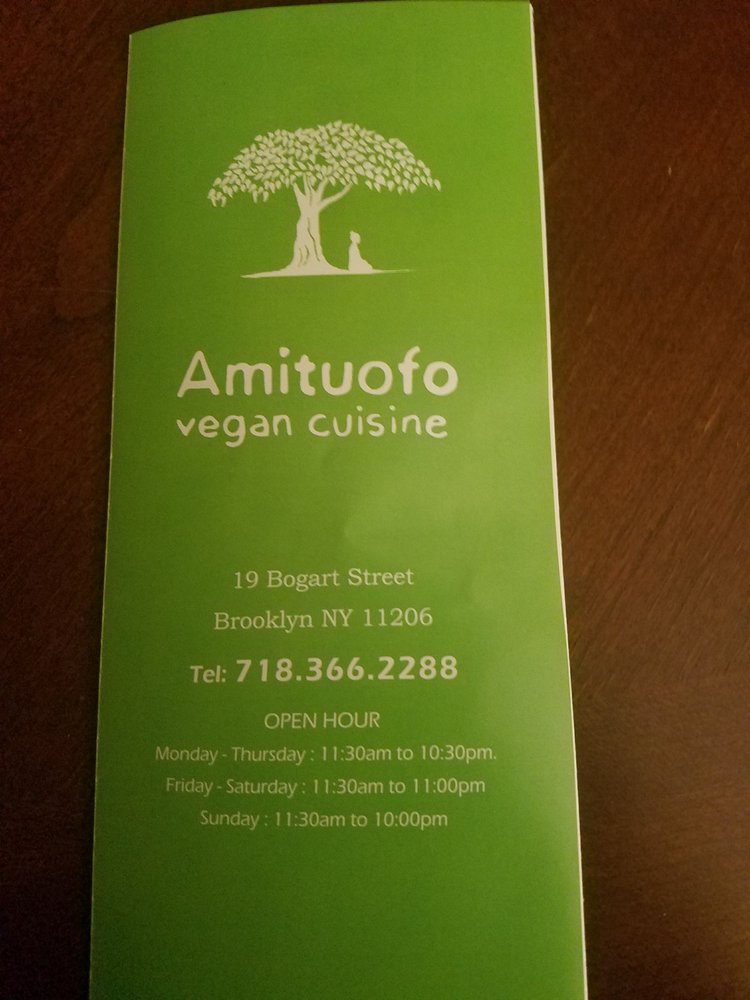 Amituofo
vegan cuisine
19 Bogart Street
Brooklyn NY 11206
Tel: 718.366.2288
OPEN HOUR
Monday - Thursday : 11:30am to 10:30pm.
Friday - Saturday : 11:30am to 11:00pm
Sunday : 11:30am to 10:00pm